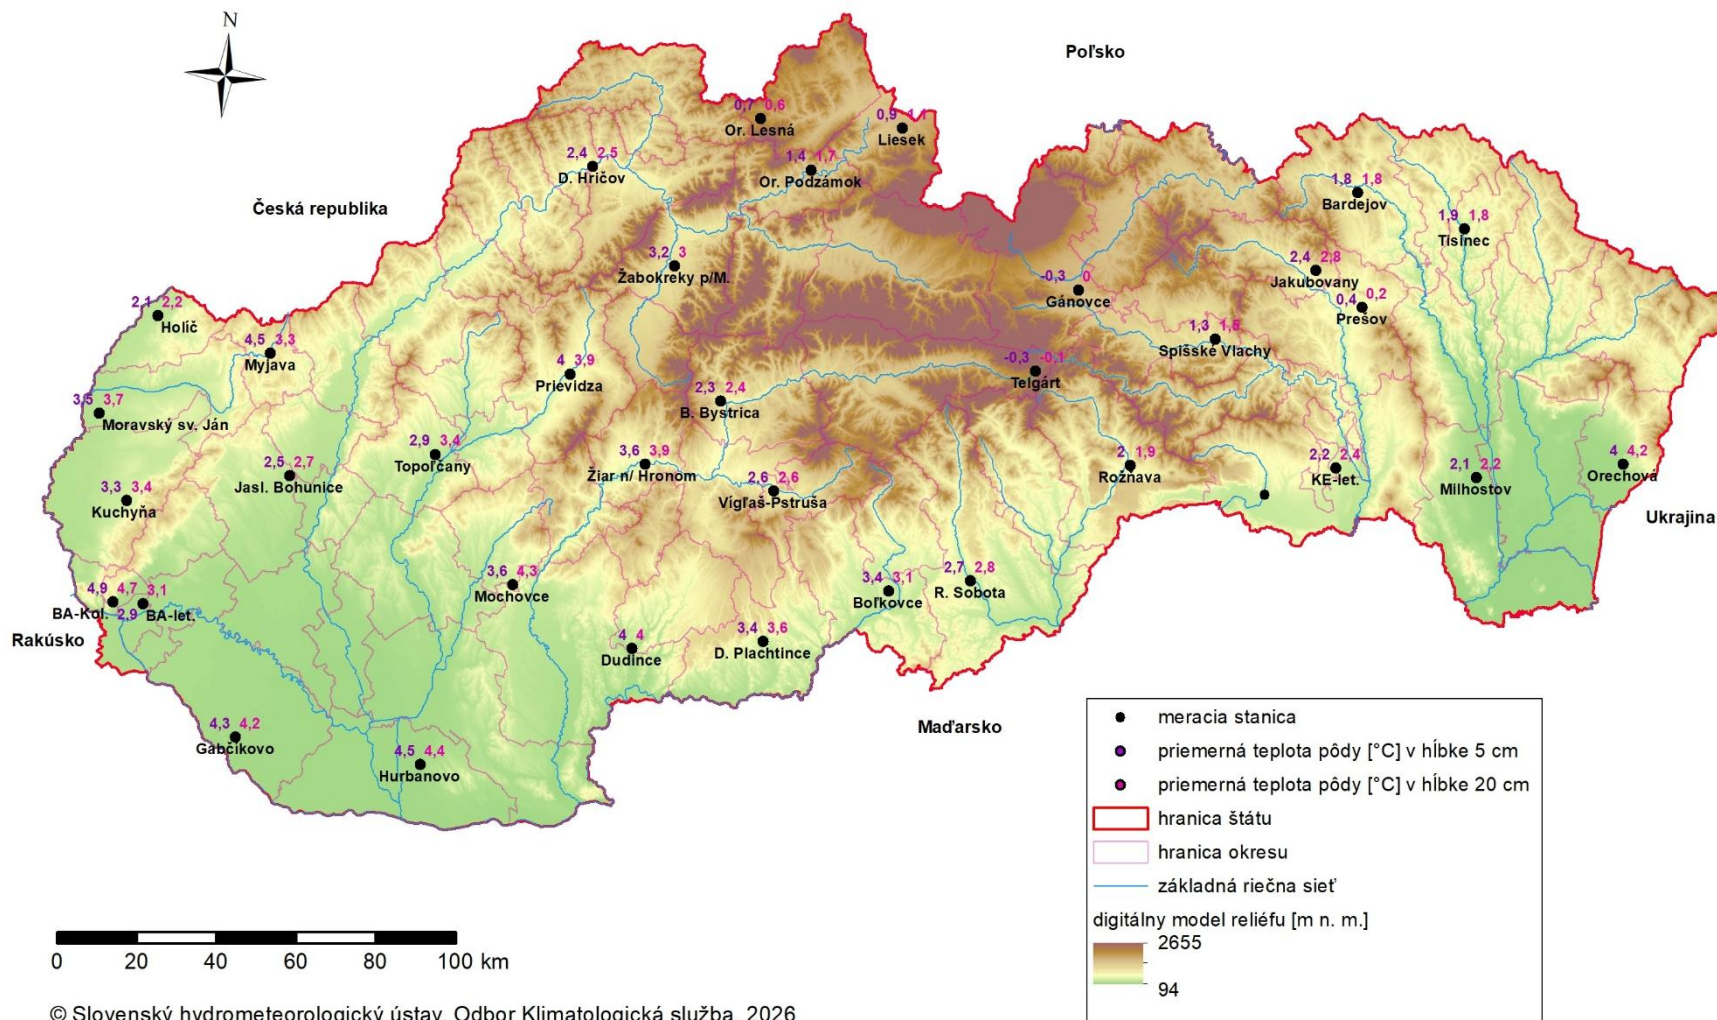 N
Poľsko
0,7 0,6
Or. Lesná
0,9
Liesek
2,4 2,5
D. Hričov
1,4 1,7
Or. Podzámok
Česká republika
1,8 1,8
Bardejov
1,9 1,8
Tisinec
3,2 3
Žabokreky p/M.
2,4 2,8
Jakubovany
-0,3 0
Gánovce
0,4 0,2
Prešov
2,1 2,2
Holíč
4,5 3,3
Myjava
1,3 1,5
Spišské Vlachy
4 3,9
Prievidza
-0,3 -0,1
Telgárt
2,3 2,4
B. Bystrica
3,5 3,7
Moravský sv. Ján
2,9 3,4
Topoľčany
3,6 3,9
Žiar n/ Hronom
2 1,9
Rožňava
2,2 2,4
KE-let.
2,1 2,2
Milhostov
4 4,2
Orechová
2,5 2,7
Jasl. Bohunice
2,6 2,6
Vígľaš-Pstruša
3,3 3,4
Kuchyňa
Ukrajina
3,6 4,3
Mochovce
3,4 3,1
Boľkovce
2,7 2,8
R. Sobota
4,9 4,7
BA-Kol.
3,1
2,9
BA-let.
Rakúsko
4 4
Dudince
3,4 3,6
D. Plachtince
Maďarsko
4,3 4,2
Gabčíkovo
4,5 4,4
Hurbanovo
meracia stanica
priemerná teplota pôdy [°C] v hĺbke 5 cm
priemerná teplota pôdy [°C] v hĺbke 20 cm
hranica štátu
hranica okresu
základná riečna sieť
digitálny model reliéfu [m n. m.]
2655
94
0 20 40 60 80 100 km
© Slovenský hydrometeorologický ústav, Odbor Klimatologická služba, 2026